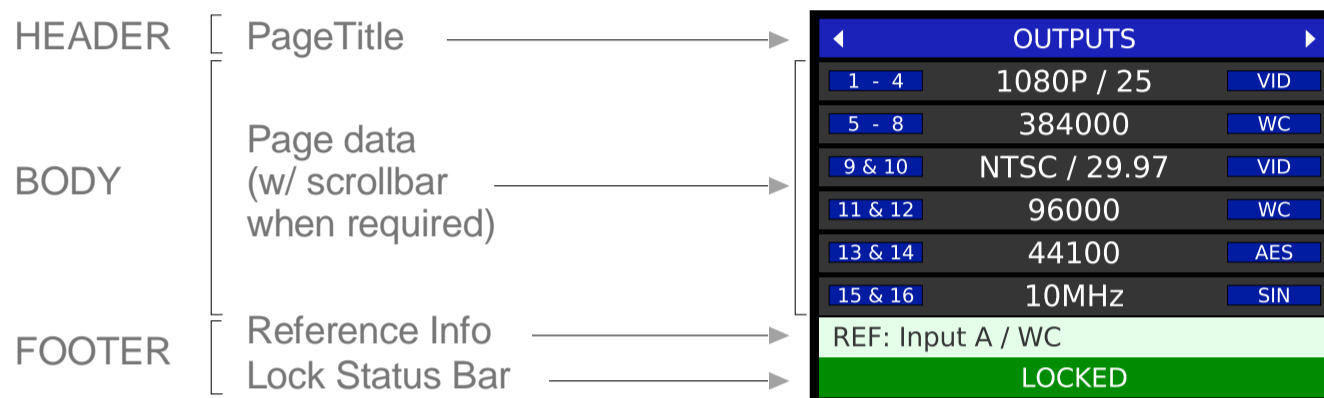 HEADER
PageTitle
BODY
Page data
(w/ scrollbar
when required)
FOOTER
Reference Info
Lock Status Bar
OUTPUTS
1 - 4 1080P / 25 VID
5 - 8 384000 WC
9 & 10 NTSC / 29.97 VID
11 & 12 96000 WC
13 & 14 44100 AES
15 & 16 10MHz SIN
REF: Input A / WC
LOCKED